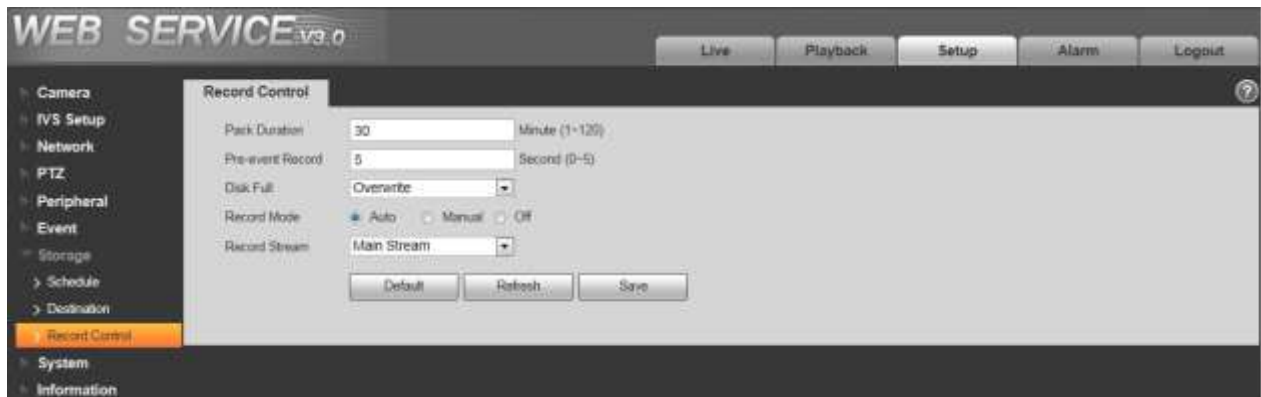 WEB SERVICE V3.0
Live Playback Setup Alarm Logout
Camera
IVS Setup
Network
PTZ
Peripheral
Event
Storage
Schedule
Destination
Record Control
System
Information
Record Control
Pack Duration 30 Minute (1~120)
Pre-event Record 5 Second (0~5)
Disk Full Overwrite
Record Mode Auto Manual Off
Record Stream Main Stream
Default Refresh Save
?